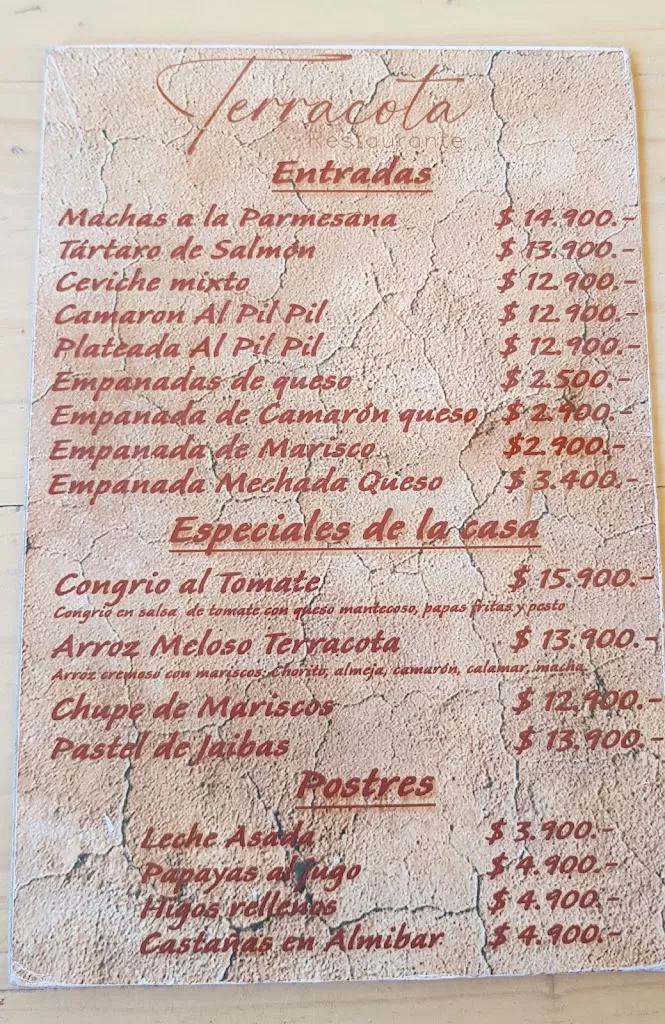 Terracota
Restaurante
Entradas
Machas a la Parmesana $ 14.900.-
Tártaro de Salmón $ 13.900.-
Ceviche mixto $ 12.900.-
Camaron Al Pil Pil $ 12.900.-
Plateada Al Pil Pil $ 12.900.-
Empanadas de queso $ 2.500.-
Empanada de Camarón queso $ 2.900.-
Empanada de Marisco $2.900.-
Empanada Mechada Queso $ 3.400.-
Especiales de la casa
Congrio al Tomate $ 15.900.-
Congrio en salsa de tomate con queso mantecoso, papas fritas y pesto
Arroz Meloso Terracota $ 13.900.-
Arroz cremoso con mariscos: Chorito, almeja, camarón, calamar, macha
Chupe de Mariscos $ 12.900.-
Pastel de Jaibas $ 13.900.-
Postres
Leche Asada $ 3.900.-
Papayas al Jugo $ 4.900.-
Higos rellenos $ 4.900.-
Castañas en Almibar $ 4.900.-